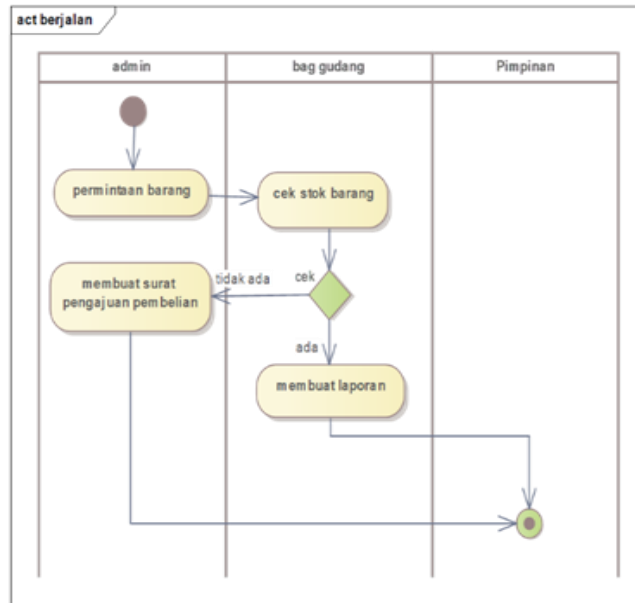 act berjalan
admin
bag gudang
Pimpinan
permintaan barang
cek stok barang
cek
tidak ada
membuat surat
pengajuan pembelian
ada
membuat laporan